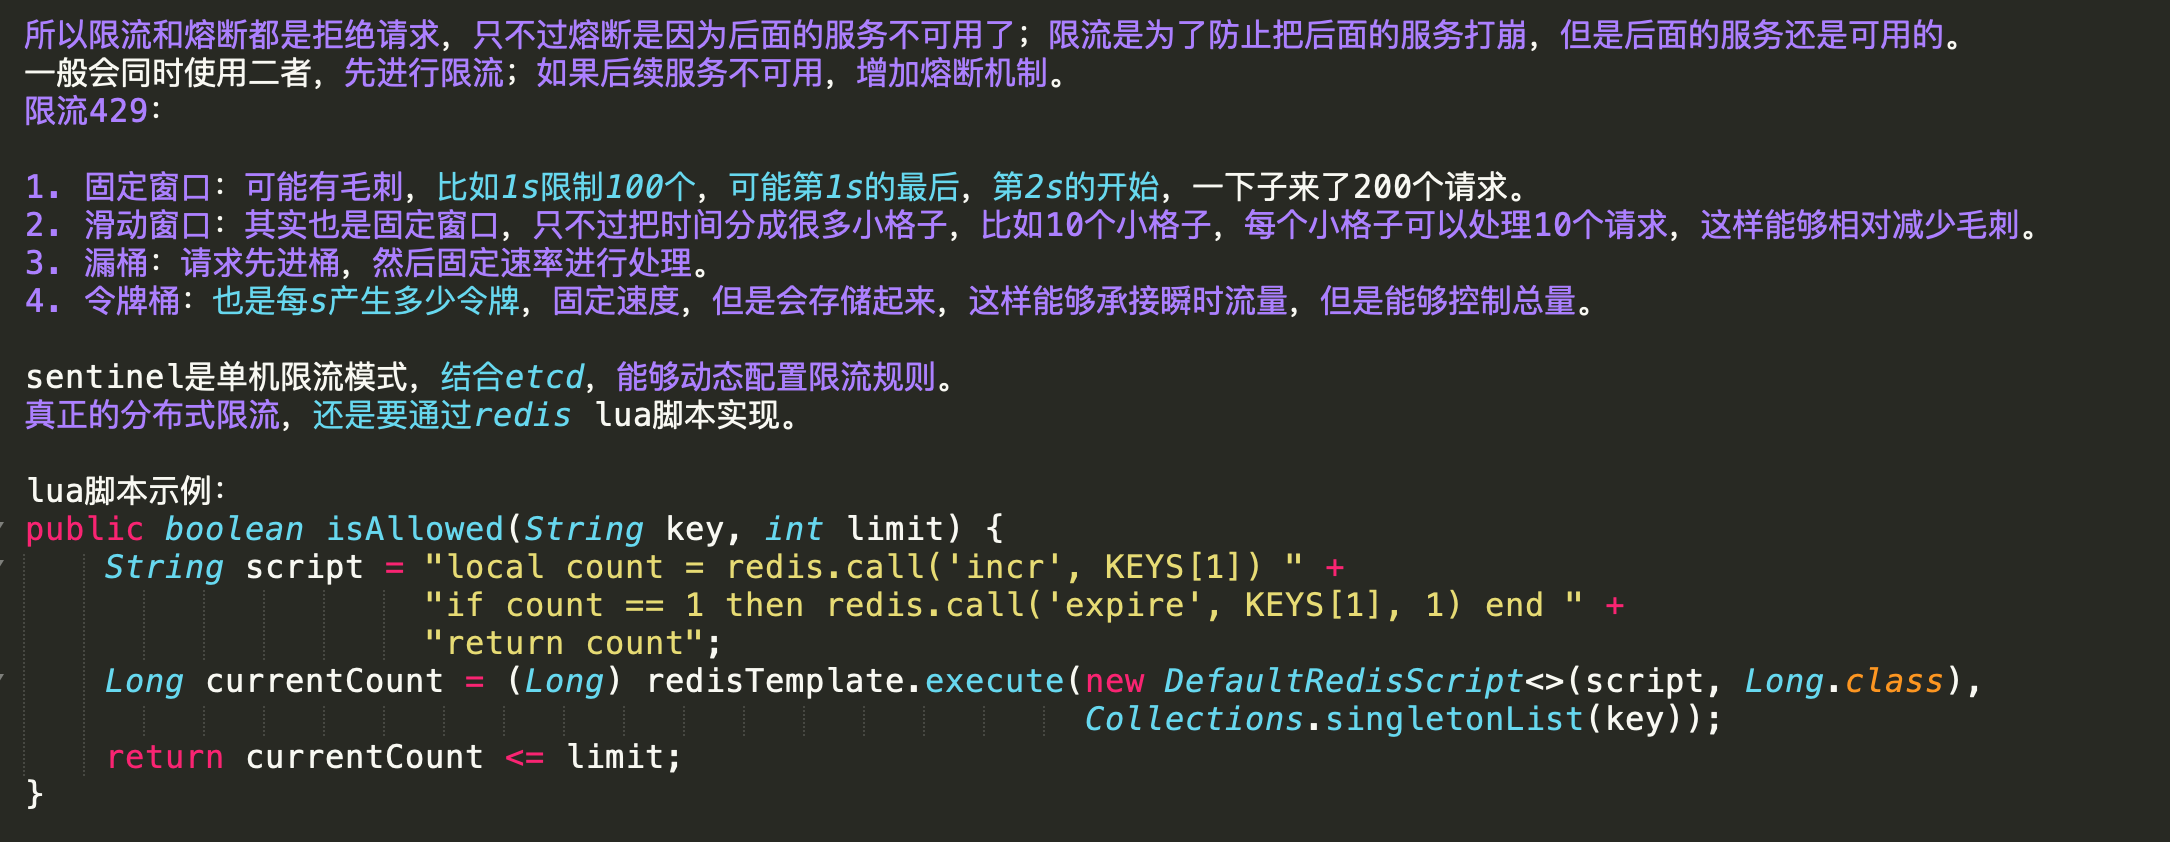 所以限流和熔断都是拒绝请求，只不过熔断是因为后面的服务不可用了；限流是为了防止把后面的服务打崩，但是后面的服务还是可用的。
一般会同时使用二者，先进行限流；如果后续服务不可用，增加熔断机制。
限流429：
1. 固定窗口：可能有毛刺，比如1s限制100个，可能第1s的最后，第2s的开始，一下子来了200个请求。
2. 滑动窗口：其实也是固定窗口，只不过把时间分成很多小格子，比如10个小格子，每个小格子可以处理10个请求，这样能够相对减少毛刺。
3. 漏桶：请求先进桶，然后固定速率进行处理。
4. 令牌桶：也是每s产生多少令牌，固定速度，但是会存储起来，这样能够承接瞬时流量，但是能够控制总量。
sentinel是单机限流模式，结合etcd，能够动态配置限流规则。
真正的分布式限流，还是要通过redis lua脚本实现。
lua脚本示例：
public boolean isAllowed(String key, int limit) {
    String script = "local count = redis.call('incr', KEYS[1]) " +
                    "if count == 1 then redis.call('expire', KEYS[1], 1) end " +
                    "return count";
    Long currentCount = (Long) redisTemplate.execute(new DefaultRedisScript<>(script, Long.class),
                                                     Collections.singletonList(key));
    return currentCount <= limit;
}